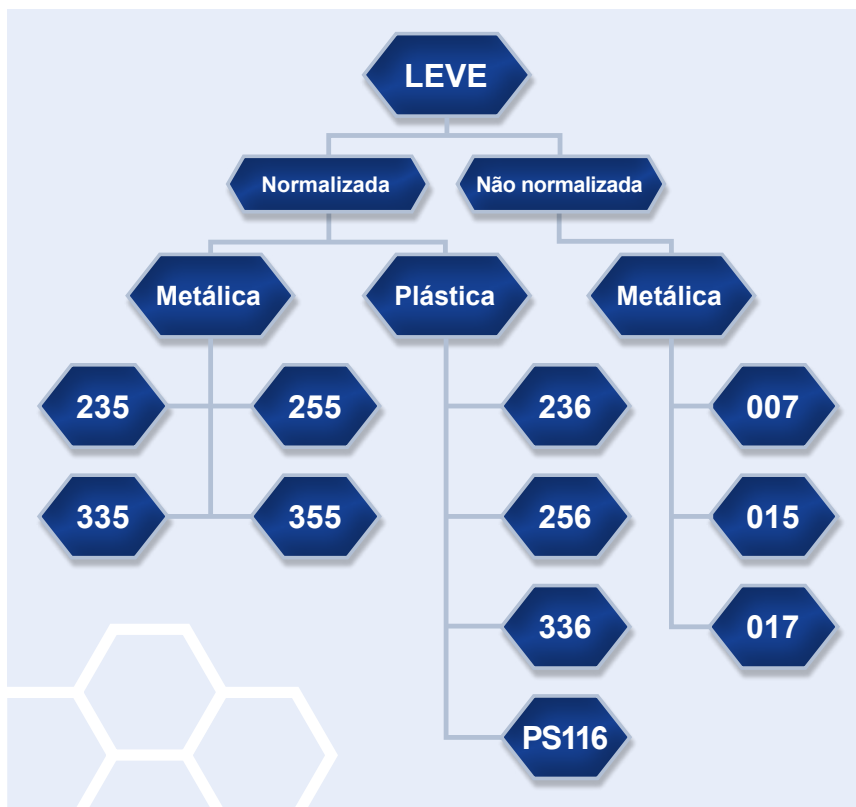 LEVE
Normalizada
Não normalizada
Metálica
Plástica
Metálica
235
255
236
007
335
355
256
015
336
017
PS116